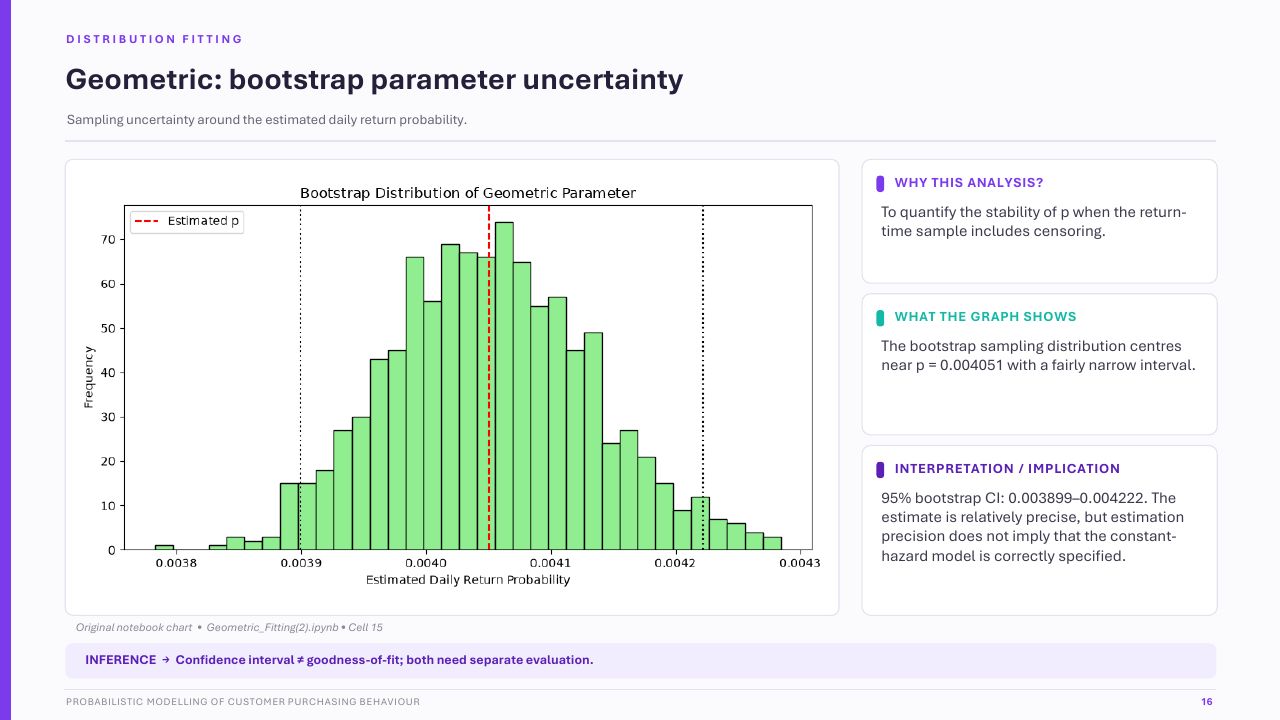 DISTRIBUTION FITTING
Geometric: bootstrap parameter uncertainty
Sampling uncertainty around the estimated daily return probability.
Bootstrap Distribution of Geometric Parameter
Estimated p
70
60
50
40
30
20
10
0
Frequency
0.0038
0.0039
0.0040
0.0041
0.0042
0.0043
Estimated Daily Return Probability
Original notebook chart • Geometric_Fitting(2).ipynb • Cell 15
WHY THIS ANALYSIS?
To quantify the stability of p when the return-
time sample includes censoring.
WHAT THE GRAPH SHOWS
The bootstrap sampling distribution centres
near p = 0.004051 with a fairly narrow interval.
INTERPRETATION / IMPLICATION
95% bootstrap CI: 0.003899–0.004222. The
estimate is relatively precise, but estimation
precision does not imply that the constant-
hazard model is correctly specified.
INFERENCE → Confidence interval ≠ goodness-of-fit; both need separate evaluation.
PROBABILISTIC MODELLING OF CUSTOMER PURCHASING BEHAVIOUR
16